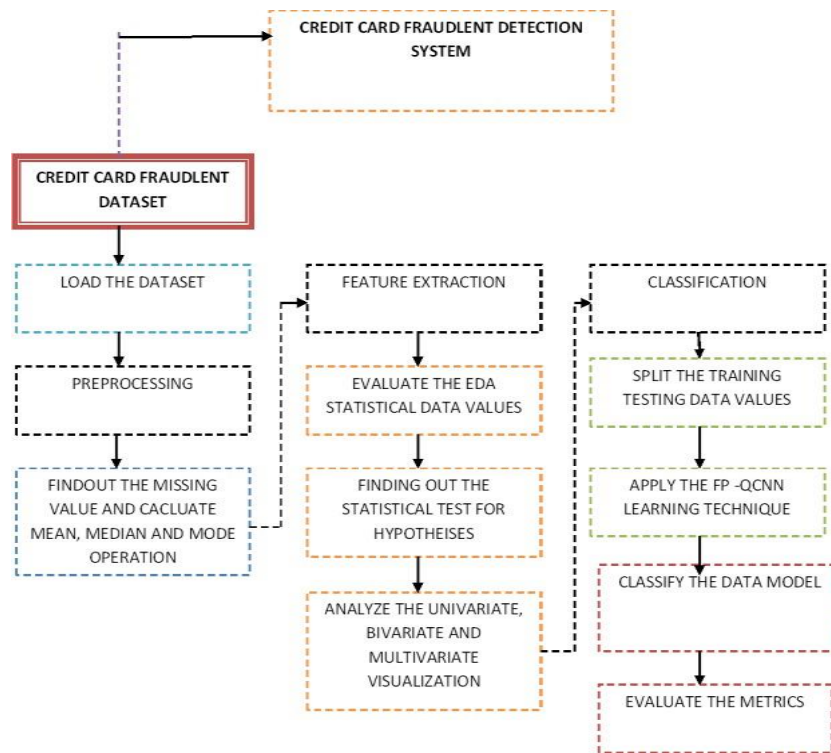 CREDIT CARD FRAUDLENT DETECTION
SYSTEM
CREDIT CARD FRAUDLENT
DATASET
LOAD THE DATASET
PREPROCESSING
FINDOUT THE MISSING
VALUE AND CACLUATE
MEAN, MEDIAN AND MODE
OPERATION
FEATURE EXTRACTION
EVALUATE THE EDA
STATISTICAL DATA VALUES
FINDING OUT THE
STATISTICAL TEST FOR
HYPOTHEISES
ANALYZE THE UNIVARIATE,
BIVARIATE AND
MULTIVARIATE
VISUALIZATION
CLASSIFICATION
SPLIT THE TRAINING
TESTING DATA VALUES
APPLY THE FP -QCNN
LEARNING TECHNIQUE
CLASSIFY THE DATA MODEL
EVALUATE THE METRICS